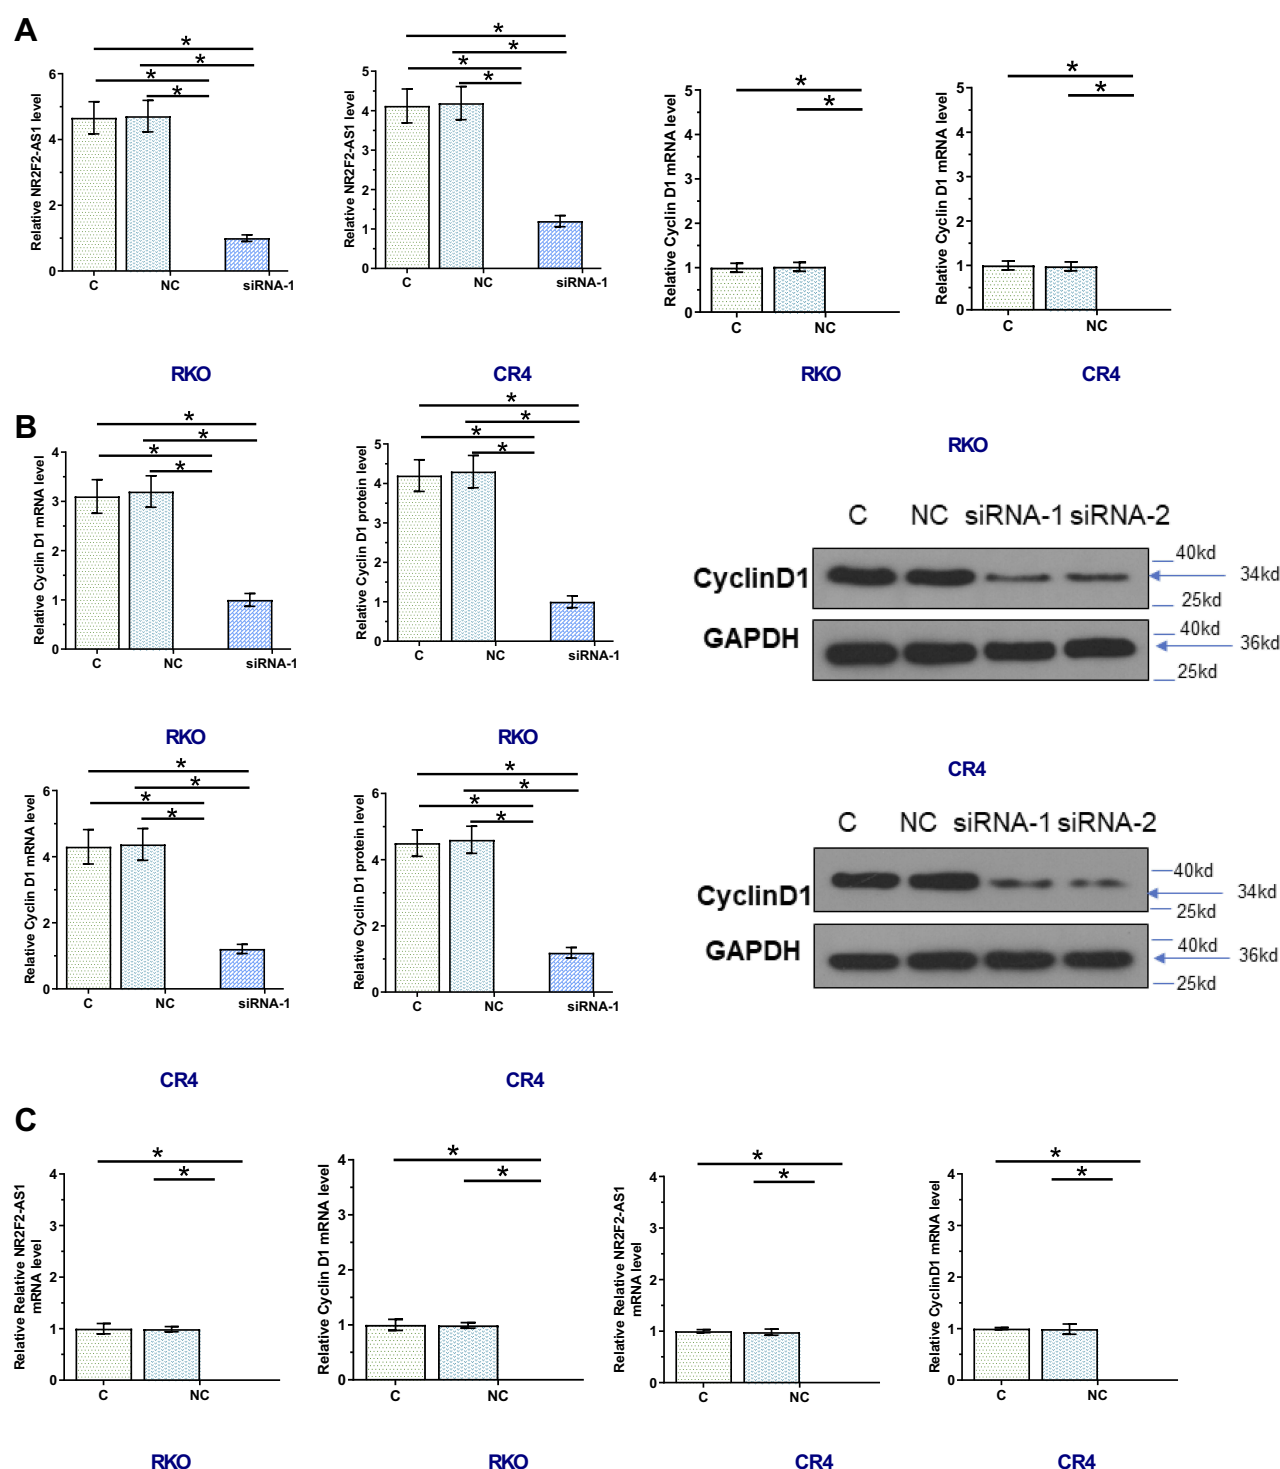 A
*
*
*
*
Relative NR2F2-AS1 level
6
4
2
0
C NC siRNA-1
RKO
*
*
*
*
Relative NR2F2-AS1 level
5
4
3
2
1
0
C NC siRNA-1
CR4
*
*
Relative Cyclin D1 mRNA level
5
4
3
2
1
0
C NC
RKO
*
*
Relative Cyclin D1 mRNA level
5
4
3
2
1
0
C NC
CR4
B
*
*
*
*
Relative Cyclin D1 mRNA level
4
3
2
1
0
C NC siRNA-1
RKO
*
*
*
*
Relative Cyclin D1 protein level
5
4
3
2
1
0
C NC siRNA-1
RKO
RKO
C NC siRNA-1 siRNA-2
CyclinD1
40kd
34kd
25kd
GAPDH
40kd
36kd
25kd
*
*
*
*
Relative Cyclin D1 mRNA level
6
4
2
0
C NC siRNA-1
CR4
*
*
*
*
Relative Cyclin D1 protein level
6
4
2
0
C NC siRNA-1
CR4
CR4
C NC siRNA-1 siRNA-2
CyclinD1
40kd
34kd
25kd
GAPDH
40kd
36kd
25kd
C
*
*
Relative Relative NR2F2-AS1
mRNA level
4
3
2
1
0
C NC
RKO
*
*
Relative Cyclin D1 mRNA level
4
3
2
1
0
C NC
RKO
*
*
Relative Relative NR2F2-AS1
mRNA level
4
3
2
1
0
C NC
CR4
*
*
Relative CyclinD1 mRNA level
4
3
2
1
0
C NC
CR4